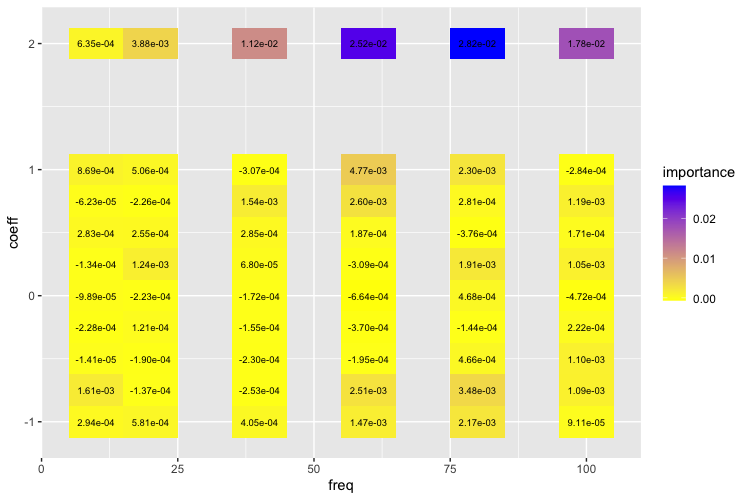 2
6.35e-04 3.88e-03 1.12e-02 2.52e-02 2.82e-02 1.78e-02
importance
0.02
0.01
0.00
1
8.69e-04 5.06e-04 -3.07e-04 4.77e-03 2.30e-03 -2.84e-04
-6.23e-05 -2.26e-04 1.54e-03 2.60e-03 2.81e-04 1.19e-03
2.83e-04 2.55e-04 2.85e-04 1.87e-04 -3.76e-04 1.71e-04
-1.34e-04 1.24e-03 6.80e-05 -3.09e-04 1.91e-03 1.05e-03
coeff
0
-9.89e-05 -2.23e-04 -1.72e-04 -6.64e-04 4.68e-04 -4.72e-04
-2.28e-04 1.21e-04 -1.55e-04 -3.70e-04 -1.44e-04 2.22e-04
-1.41e-05 -1.90e-04 -2.30e-04 -1.95e-04 4.66e-04 1.10e-03
1.61e-03 -1.37e-04 -2.53e-04 2.51e-03 3.48e-03 1.09e-03
-1
2.94e-04 5.81e-04 4.05e-04 1.47e-03 2.17e-03 9.11e-05
0 25 50 75 100
freq